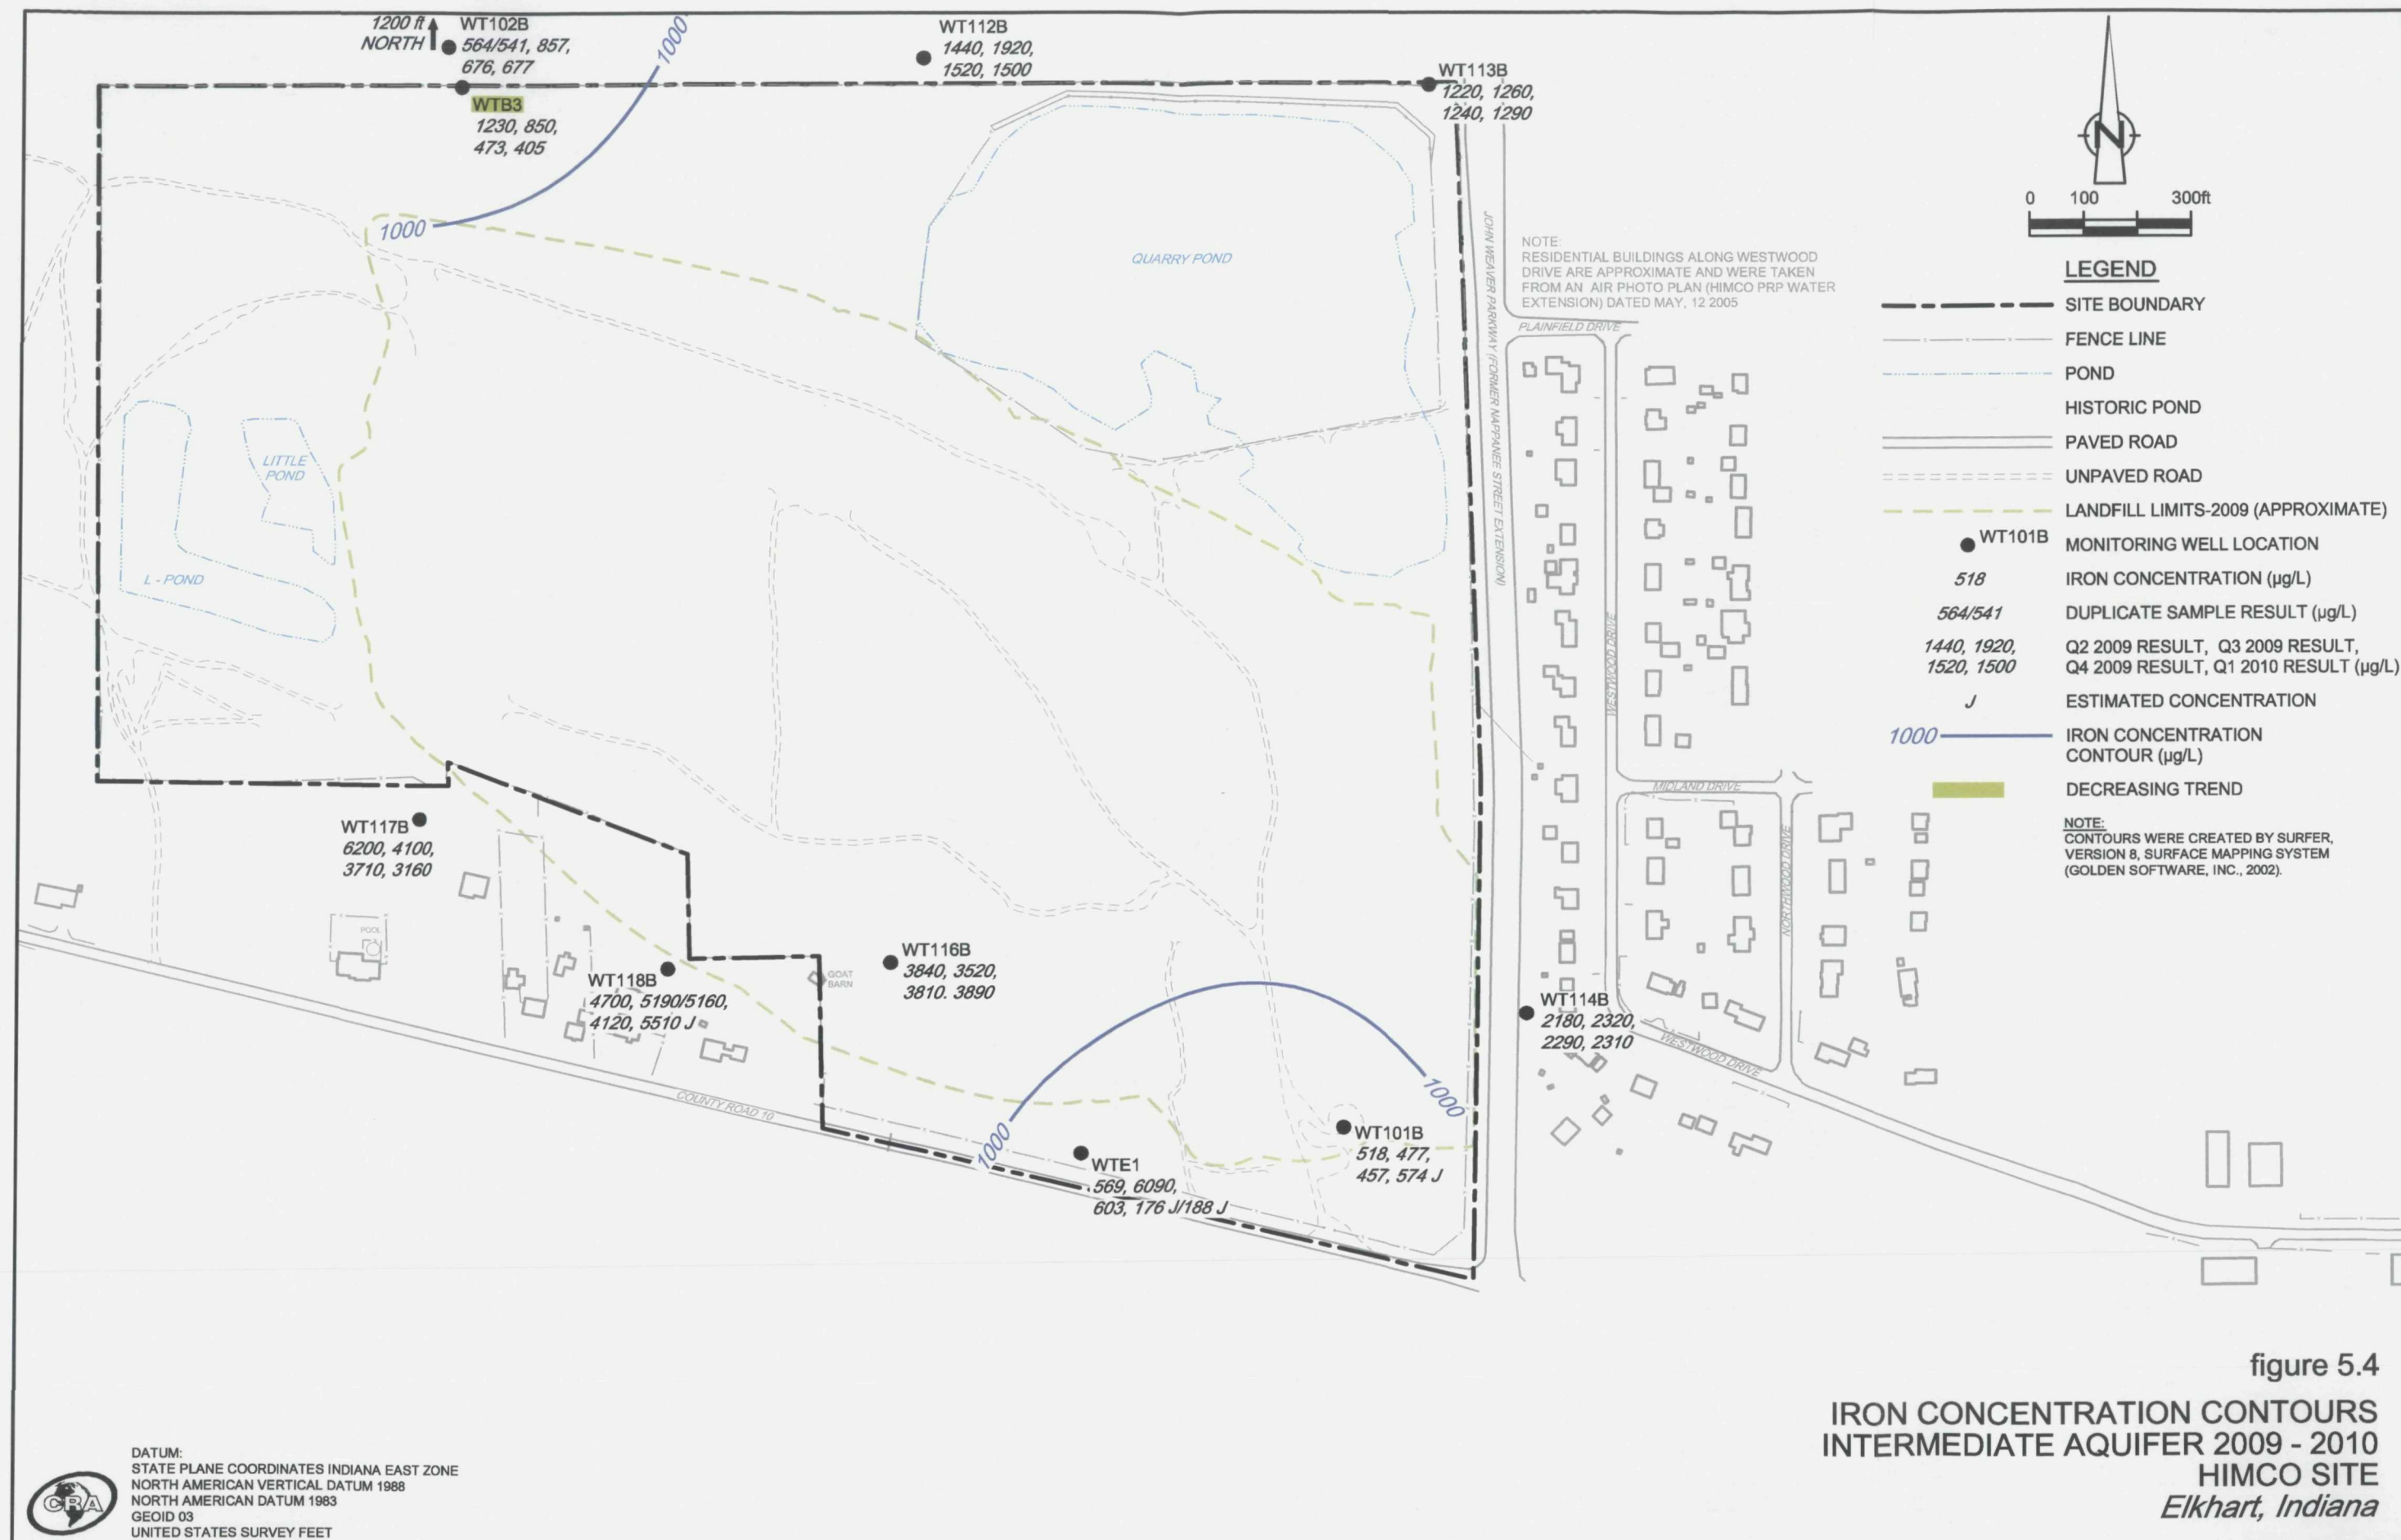 1200 ft
NORTH
WT102B
564/541, 857,
676, 677
WTB3
1230, 850,
473, 405
1000
1000
WT112B
1440, 1920,
1520, 1500
WT113B
1220, 1260,
1240, 1290
QUARRY POND
LITTLE
POND
L - POND
JOHN WEAVER PARKWAY (FORMER NAPPANEE STREET EXTENSION)
NOTE:
RESIDENTIAL BUILDINGS ALONG WESTWOOD
DRIVE ARE APPROXIMATE AND WERE TAKEN
FROM AN AIR PHOTO PLAN (HIMCO PRP WATER
EXTENSION) DATED MAY, 12 2005
PLAINFIELD DRIVE
WESTWOOD DRIVE
MIDLAND DRIVE
NORTHWOOD DRIVE
WESTWOOD DRIVE
WT117B
6200, 4100,
3710, 3160
POOL
WT118B
4700, 5190/5160,
4120, 5510 J
GOAT
BARN
WT116B
3840, 3520,
3810. 3890
COUNTY ROAD 10
1000
1000
WTE1
569, 6090,
603, 176 J/188 J
WT101B
518, 477,
457, 574 J
WT114B
2180, 2320,
2290, 2310
N
0 100 300ft
LEGEND
SITE BOUNDARY
FENCE LINE
POND
HISTORIC POND
PAVED ROAD
UNPAVED ROAD
LANDFILL LIMITS-2009 (APPROXIMATE)
WT101B MONITORING WELL LOCATION
518 IRON CONCENTRATION (µg/L)
564/541 DUPLICATE SAMPLE RESULT (µg/L)
1440, 1920, Q2 2009 RESULT, Q3 2009 RESULT,
1520, 1500 Q4 2009 RESULT, Q1 2010 RESULT (µg/L)
J ESTIMATED CONCENTRATION
1000 IRON CONCENTRATION
CONTOUR (µg/L)
DECREASING TREND
NOTE:
CONTOURS WERE CREATED BY SURFER,
VERSION 8, SURFACE MAPPING SYSTEM
(GOLDEN SOFTWARE, INC., 2002).
figure 5.4
IRON CONCENTRATION CONTOURS
INTERMEDIATE AQUIFER 2009 - 2010
HIMCO SITE
Elkhart, Indiana
CRA
DATUM:
STATE PLANE COORDINATES INDIANA EAST ZONE
NORTH AMERICAN VERTICAL DATUM 1988
NORTH AMERICAN DATUM 1983
GEOID 03
UNITED STATES SURVEY FEET